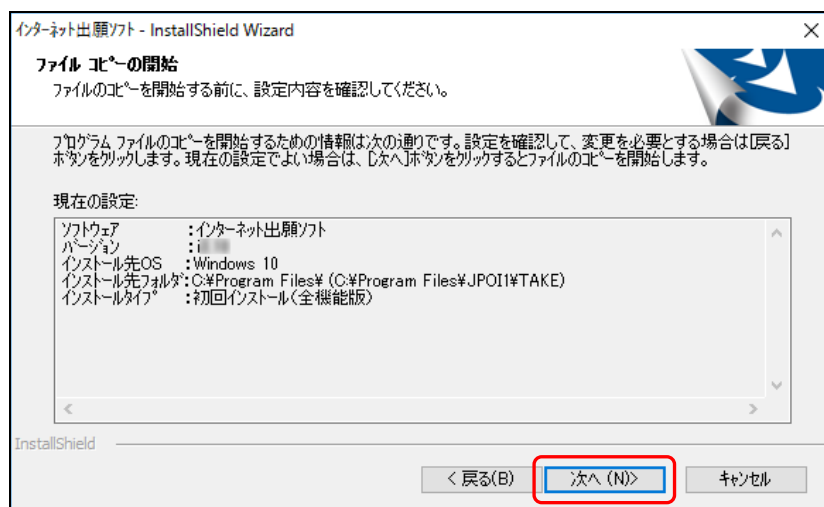 インターネット出願ソフト - InstallShield Wizard
ファイル コピーの開始
ファイルのコピーを開始する前に、設定内容を確認してください。
プログラム ファイルのコピーを開始するための情報は次の通りです。設定を確認して、変更を必要とする場合は[戻る]
ボタンをクリックします。現在の設定でよい場合は、[次へ]ボタンをクリックするとファイルのコピーを開始します。
現在の設定:
ソフトウェア :インターネット出願ソフト
バージョン :i
インストール先OS :Windows 10
インストール先フォルダ:C:¥Program Files¥ (C:¥Program Files¥JPOI1¥TAKE)
インストールタイプ :初回インストール(全機能版)
InstallShield
< 戻る(B) 次へ (N)> キャンセル